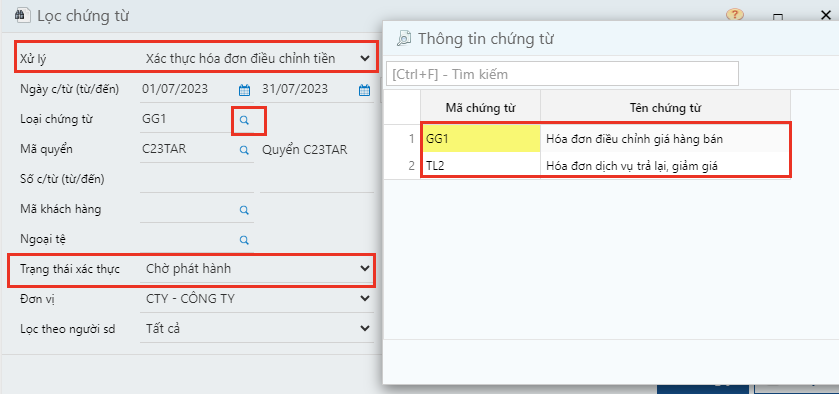 Lọc chứng từ
?
Xử lý Xác thực hóa đơn điều chỉnh tiền
Ngày c/từ (từ/đến) 01/07/2023 31/07/2023
Loại chứng từ GG1
Mã quyển C23TAR Quyển C23TAR
Số c/từ (từ/đến)
Mã khách hàng
Ngoại tệ
Trạng thái xác thực Chờ phát hành
Đơn vị CTY - CÔNG TY
Lọc theo người sd Tất cả
Thông tin chứng từ
[Ctrl+F] - Tìm kiếm
Mã chứng từ Tên chứng từ
1 GG1 Hóa đơn điều chỉnh giá hàng bán
2 TL2 Hóa đơn dịch vụ trả lại, giảm giá